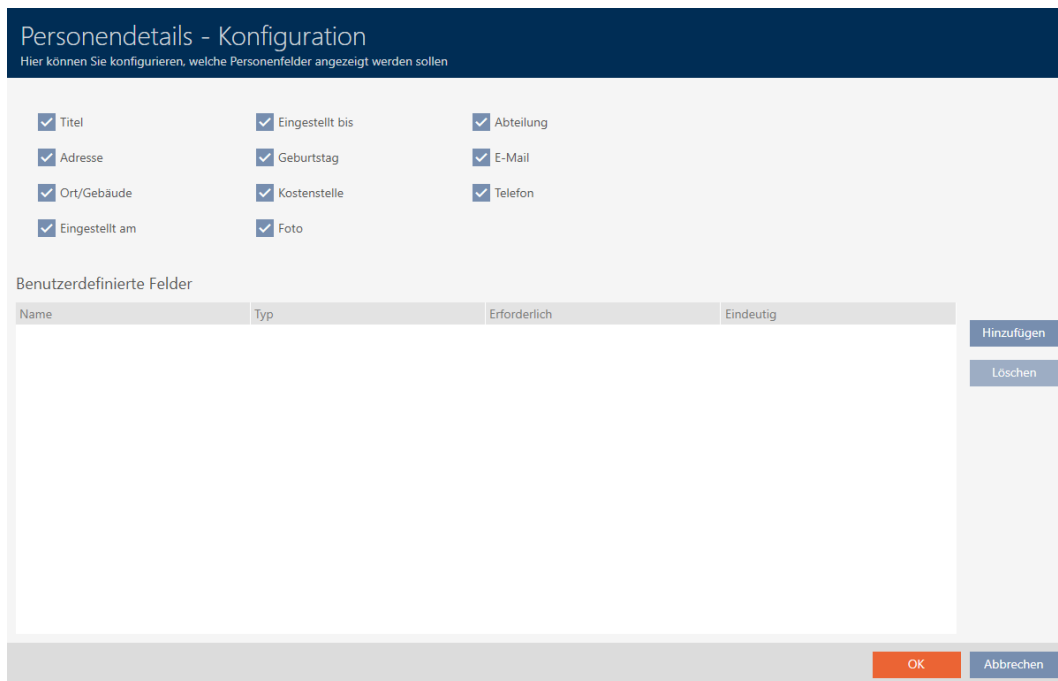 Personendetails - Konfiguration
Hier können Sie konfigurieren, welche Personenfelder angezeigt werden sollen
Titel Eingestellt bis Abteilung
Adresse Geburtstag E-Mail
Ort/Gebäude Kostenstelle Telefon
Eingestellt am Foto
Benutzerdefinierte Felder
Name Typ Erforderlich Eindeutig
Hinzufügen
Löschen
OK Abbrechen